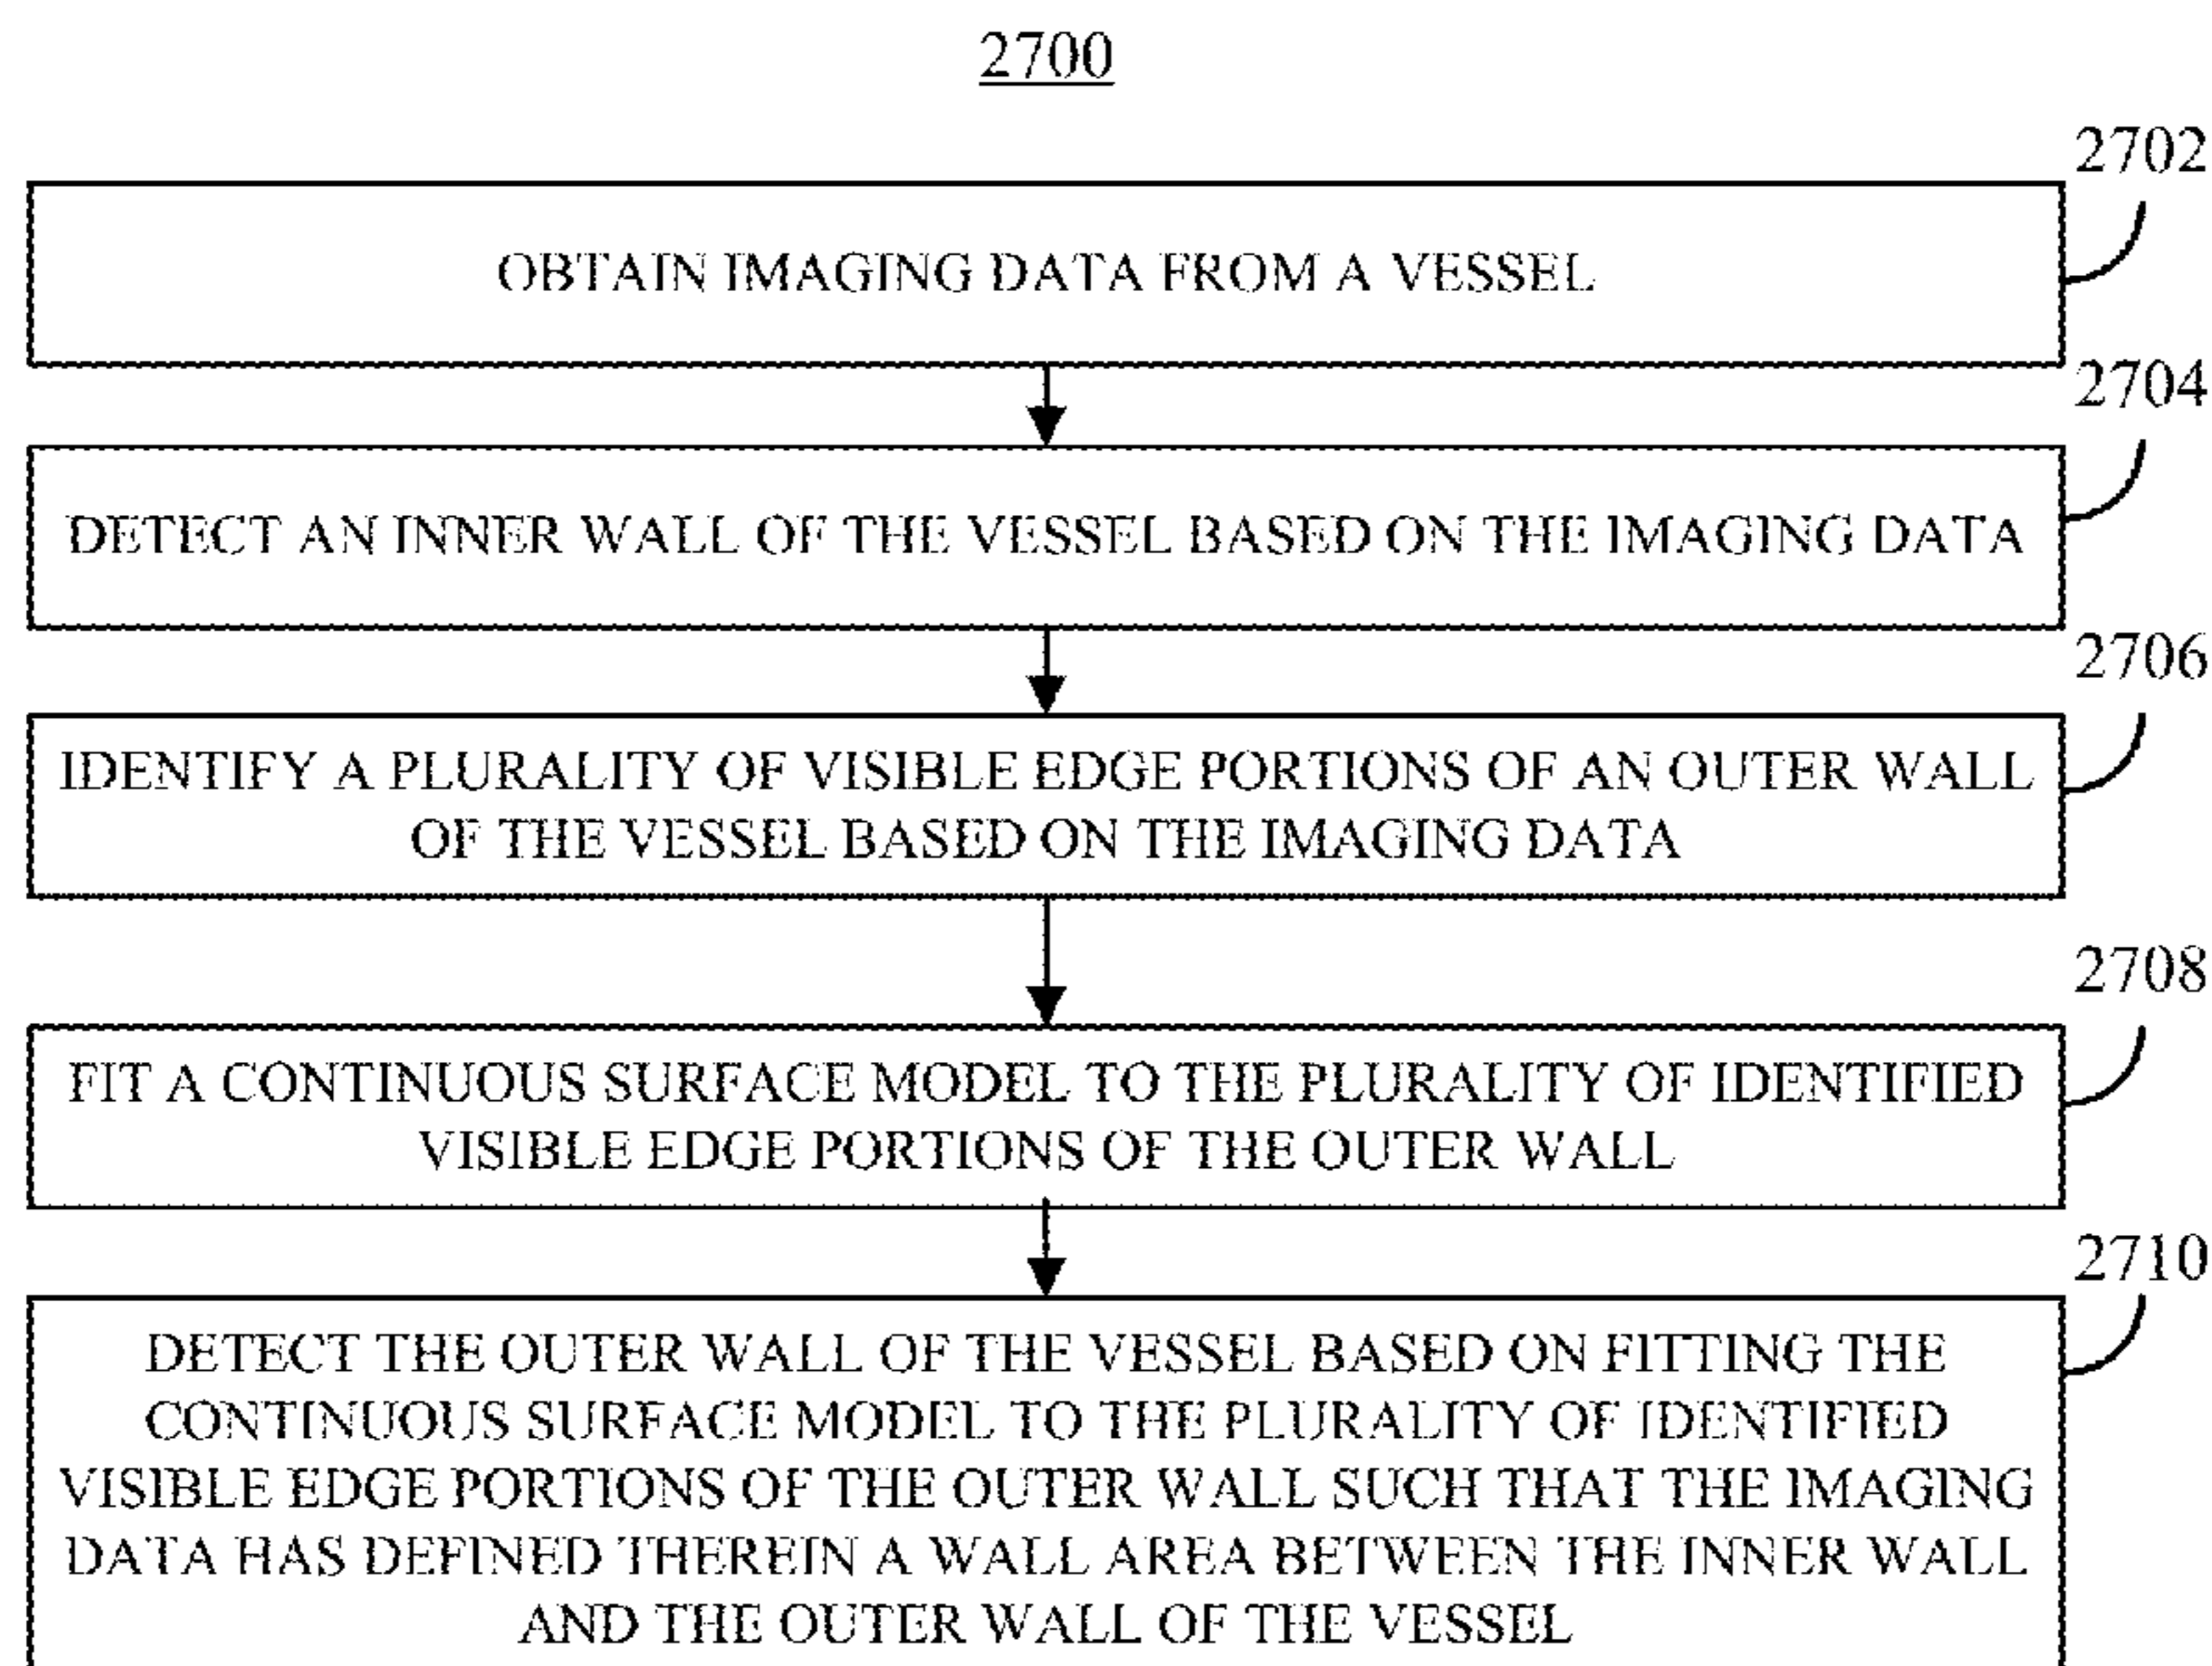 2700
2702
OBTAIN IMAGING DATA FROM A VESSEL
2704
DETECT AN INNER WALL OF THE VESSEL BASED ON THE IMAGING DATA
2706
IDENTIFY A PLURALITY OF VISIBLE EDGE PORTIONS OF AN OUTER WALL
OF THE VESSEL BASED ON THE IMAGING DATA
2708
FIT A CONTINUOUS SURFACE MODEL TO THE PLURALITY OF IDENTIFIED
VISIBLE EDGE PORTIONS OF THE OUTER WALL
2710
DETECT THE OUTER WALL OF THE VESSEL BASED ON FITTING THE
CONTINUOUS SURFACE MODEL TO THE PLURALITY OF IDENTIFIED
VISIBLE EDGE PORTIONS OF THE OUTER WALL SUCH THAT THE IMAGING
DATA HAS DEFINED THEREIN A WALL AREA BETWEEN THE INNER WALL
AND THE OUTER WALL OF THE VESSEL